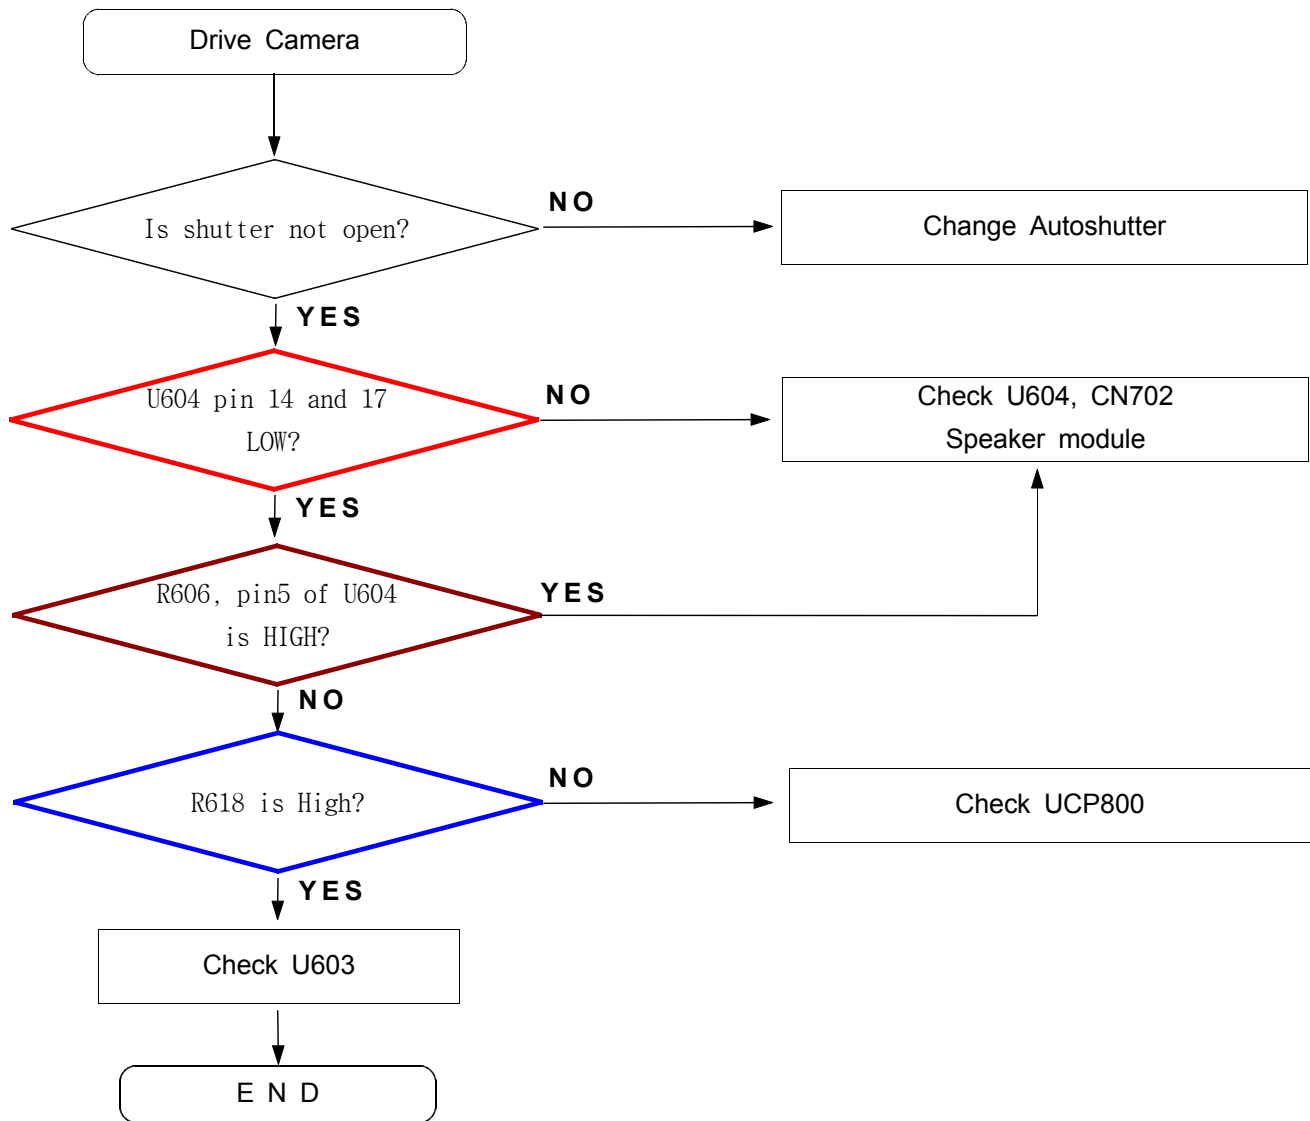 Drive Camera
Is shutter not open?
NO
Change Autoshutter
YES
U604 pin 14 and 17
LOW?
NO
Check U604, CN702
Speaker module
YES
R606, pin5 of U604
is HIGH?
YES
NO
R618 is High?
NO
Check UCP800
YES
Check U603
E N D